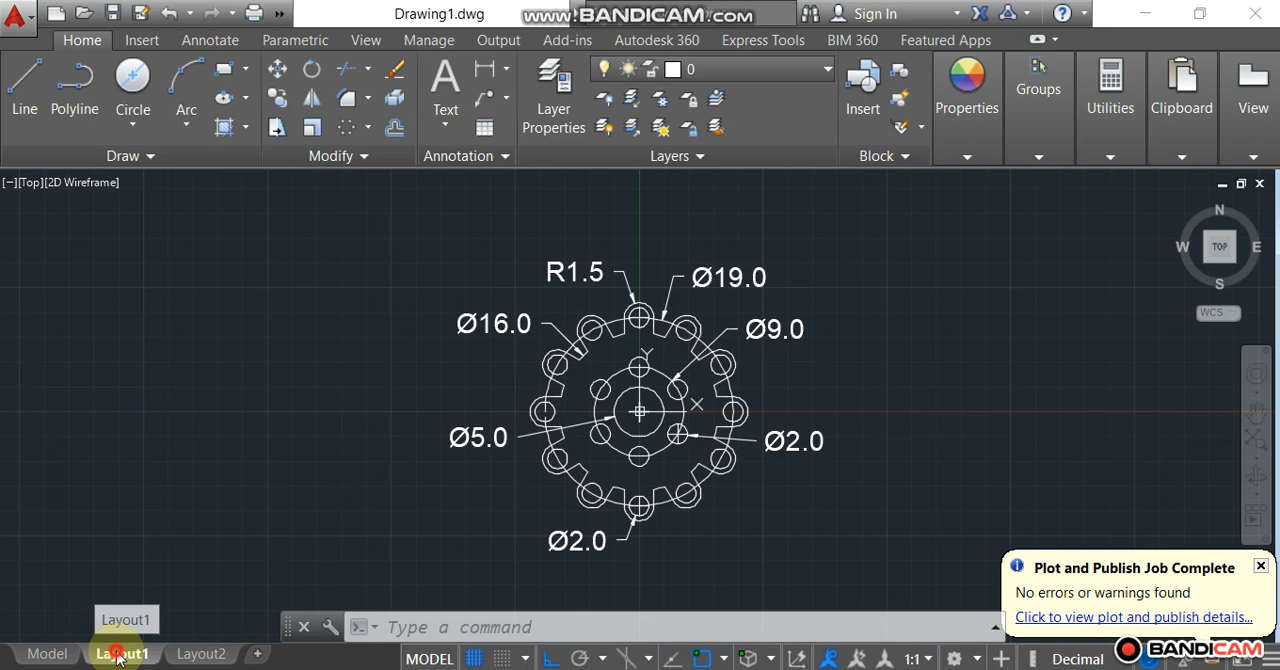 Drawing1.dwg
www.BANDICAM.com
Sign In
Home Insert Annotate Parametric View Manage Output Add-ins Autodesk 360 Express Tools BIM 360 Featured Apps
Line Polyline Circle Arc Text Layer Properties 0 Insert Properties Groups Utilities Clipboard View
Draw Modify Annotation Layers Block
[−][Top][2D Wireframe]
N
W TOP E
S
WCS
R1.5
Ø19.0
Ø16.0
Ø9.0
Y
X
Ø5.0
Ø2.0
Ø2.0
Plot and Publish Job Complete
No errors or warnings found
Click to view plot and publish details...
Layout1
Type a command
Model Layout1 Layout2 MODEL 1:1 Decimal
BANDICAM